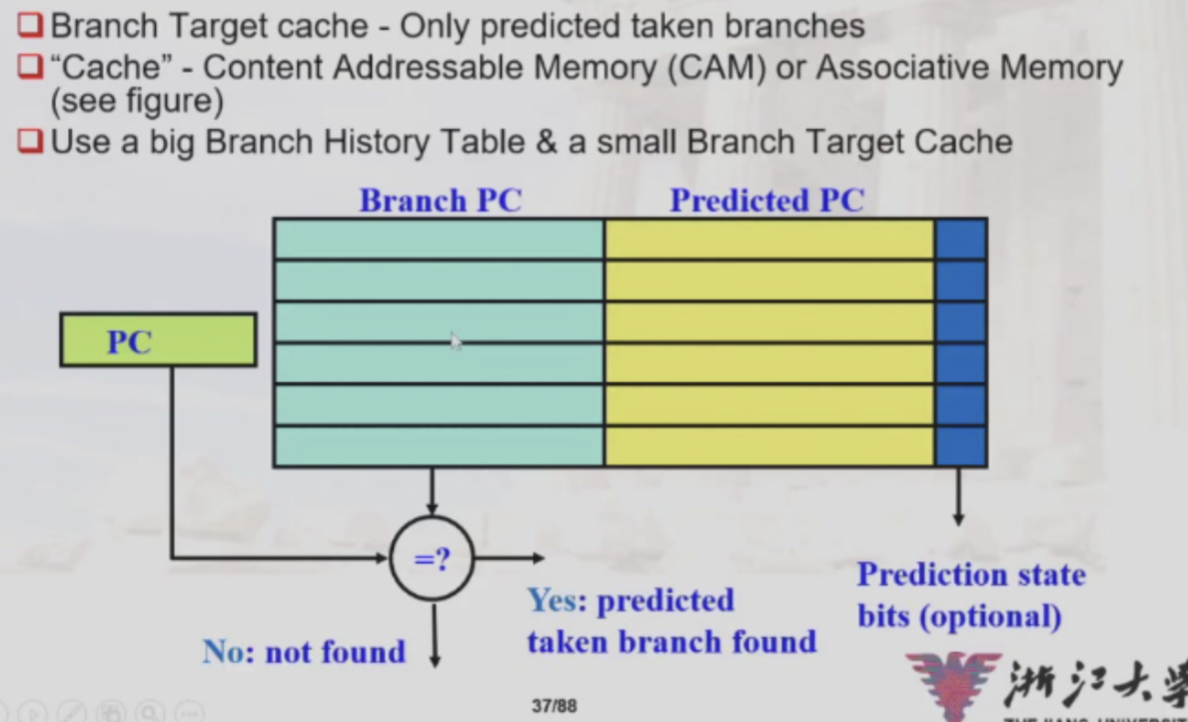 Branch Target cache - Only predicted taken branches
“Cache” - Content Addressable Memory (CAM) or Associative Memory
(see figure)
Use a big Branch History Table & a small Branch Target Cache
Branch PC
Predicted PC
PC
=?
Yes: predicted
taken branch found
No: not found
Prediction state
bits (optional)
37/88
浙江大学